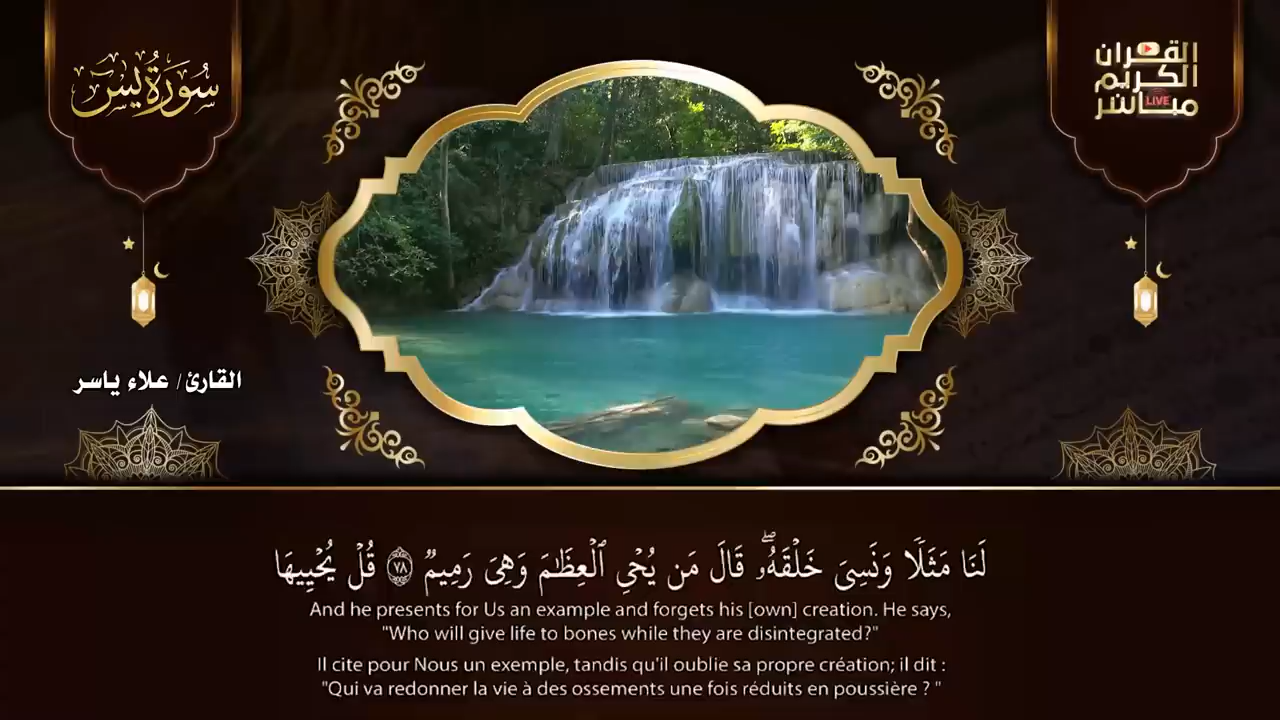 سُورَةُ يس
القرآن
الكريم
مباشر
LIVE
القارئ/ علاء ياسر
لَنَا مَثَلًا وَنَسِىَ خَلْقَهُۥۖ قَالَ مَن يُحْىِ ٱلْعِظَٰمَ وَهِىَ رَمِيمٌ ٧٨ قُلْ يُحْيِيهَا
And he presents for Us an example and forgets his [own] creation. He says,
"Who will give life to bones while they are disintegrated?"
Il cite pour Nous un exemple, tandis qu'il oublie sa propre création; il dit :
"Qui va redonner la vie à des ossements une fois réduits en poussière ? "